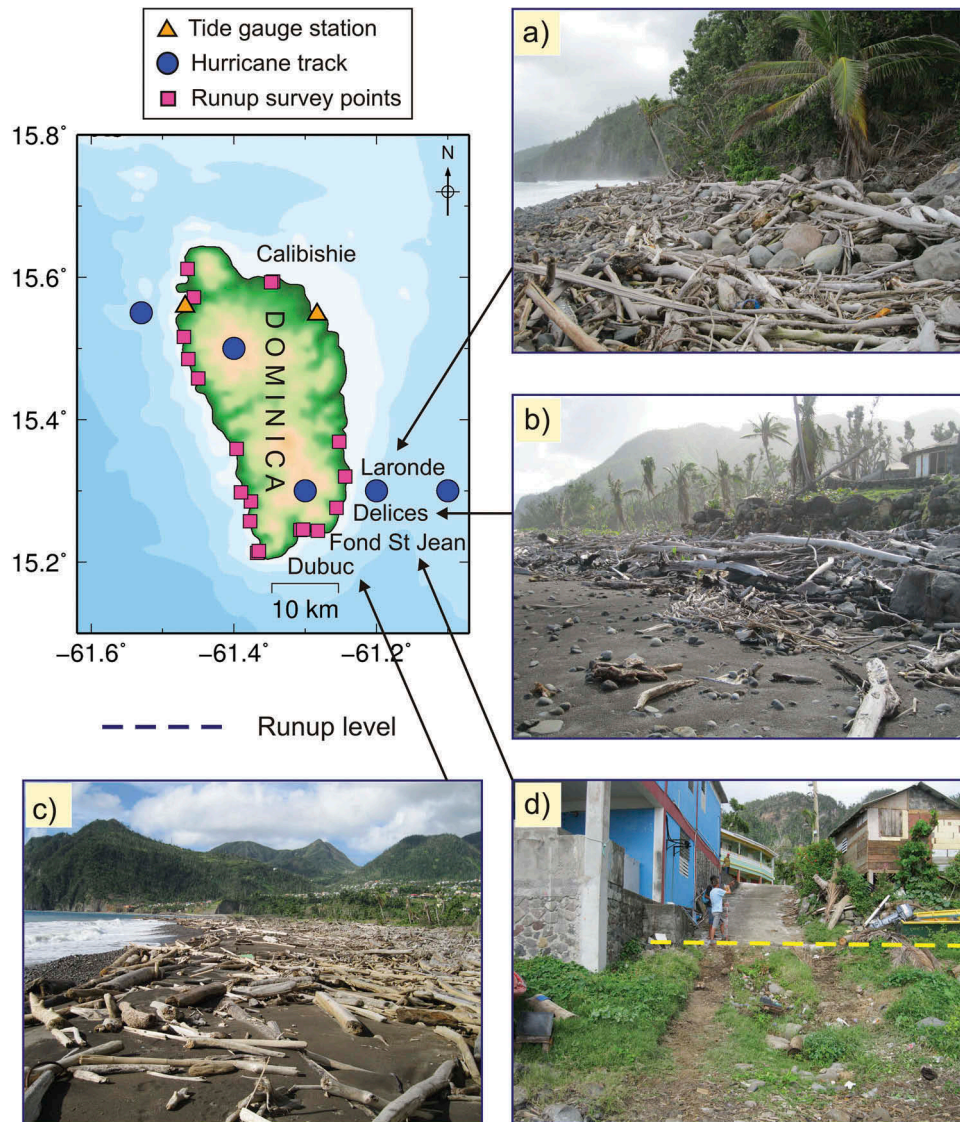 Tide gauge station
Hurricane track
Runup survey points
a)
15.8°
N
Calibishie
15.6°
DOMINICA
15.4°
Laronde
b)
Delices
Fond St Jean
15.2°
Dubuc
10 km
−61.6°
−61.4°
−61.2°
Runup level
c)
d)